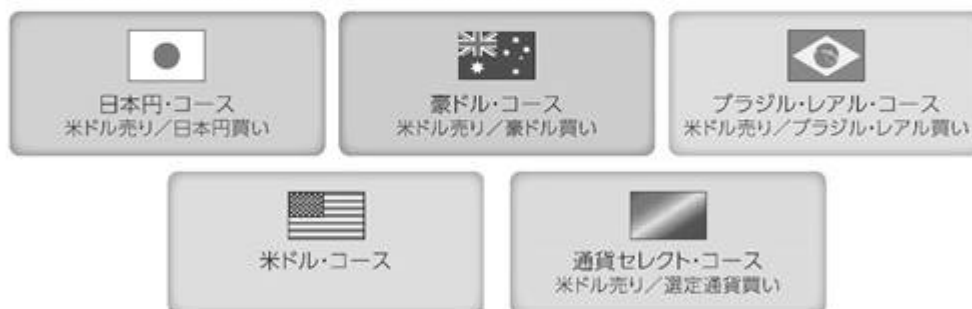 日本円・コース
米ドル売り／日本円買い
豪ドル・コース
米ドル売り／豪ドル買い
ブラジル・レアル・コース
米ドル売り／ブラジル・レアル買い
米ドル・コース
通貨セレクト・コース
米ドル売り／選定通貨買い